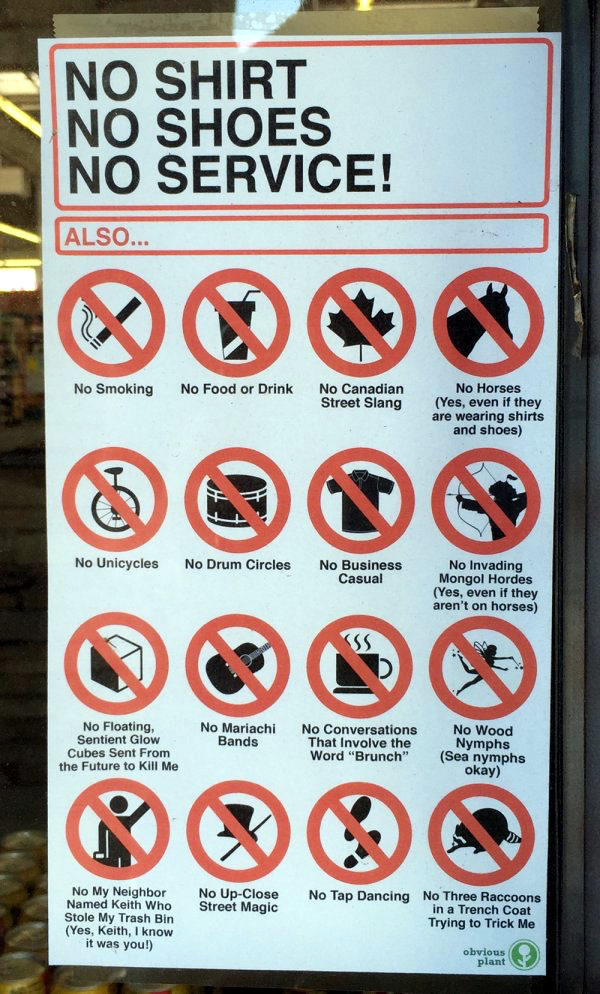 NO SHIRT
NO SHOES
NO SERVICE!
ALSO...
No Smoking
No Food or Drink
No Canadian
Street Slang
No Horses
(Yes, even if they
are wearing shirts
and shoes)
No Unicycles
No Drum Circles
No Business
Casual
No Invading
Mongol Hordes
(Yes, even if they
aren't on horses)
No Floating,
Sentient Glow
Cubes Sent From
the Future to Kill Me
No Mariachi
Bands
No Conversations
That Involve the
Word "Brunch"
No Wood
Nymphs
(Sea nymphs
okay)
No My Neighbor
Named Keith Who
Stole My Trash Bin
(Yes, Keith, I know
it was you!)
No Up-Close
Street Magic
No Tap Dancing
No Three Raccoons
in a Trench Coat
Trying to Trick Me
obvious
plant